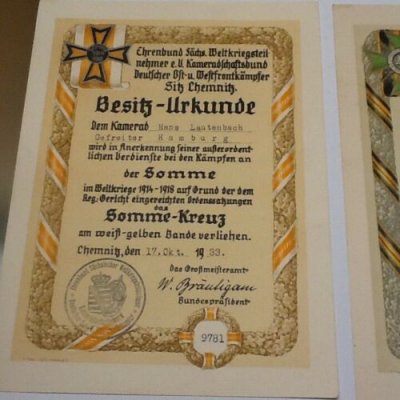 Ehrenbund Sächs. Weltkriegsteil
nehmer e.V. Kameradschaftsbund
Deutscher Ost- u. Westfrontkämpfer
Sitz Chemnitz.
Besitz-Urkunde
Dem Kamerad Hans Lautenbach
Gefreiter Hamburg
wird in Anerkennung seiner außerordent
lichen Verdienste bei den Kämpfen an
der Somme
im Weltkriege 1914-1918 auf Grund der dem
Reg. Gericht eingereichten Ordenssatzungen
das
Somme-Kreuz
am weiß-gelben Bande verliehen.
Chemnitz, den 17. Okt. 1933.
Das Großmeisteramt
W. Bräutigam
Bundespräsident
9781